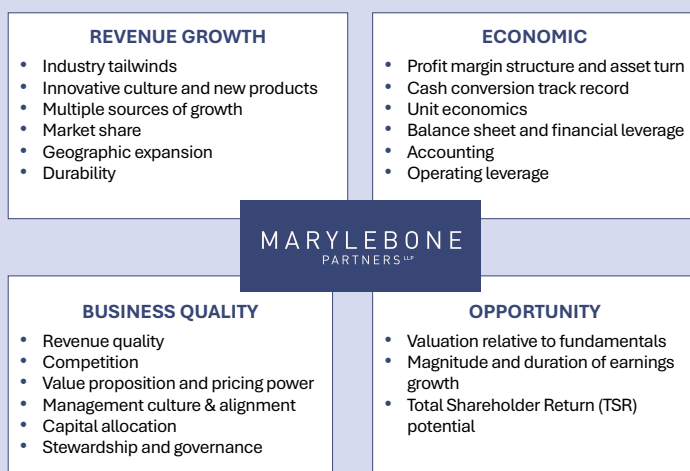 REVENUE GROWTH
• Industry tailwinds
• Innovative culture and new products
• Multiple sources of growth
• Market share
• Geographic expansion
• Durability
ECONOMIC
• Profit margin structure and asset turn
• Cash conversion track record
• Unit economics
• Balance sheet and financial leverage
• Accounting
• Operating leverage
MARYLEBONE
PARTNERS LLP
BUSINESS QUALITY
• Revenue quality
• Competition
• Value proposition and pricing power
• Management culture & alignment
• Capital allocation
• Stewardship and governance
OPPORTUNITY
• Valuation relative to fundamentals
• Magnitude and duration of earnings
growth
• Total Shareholder Return (TSR)
potential